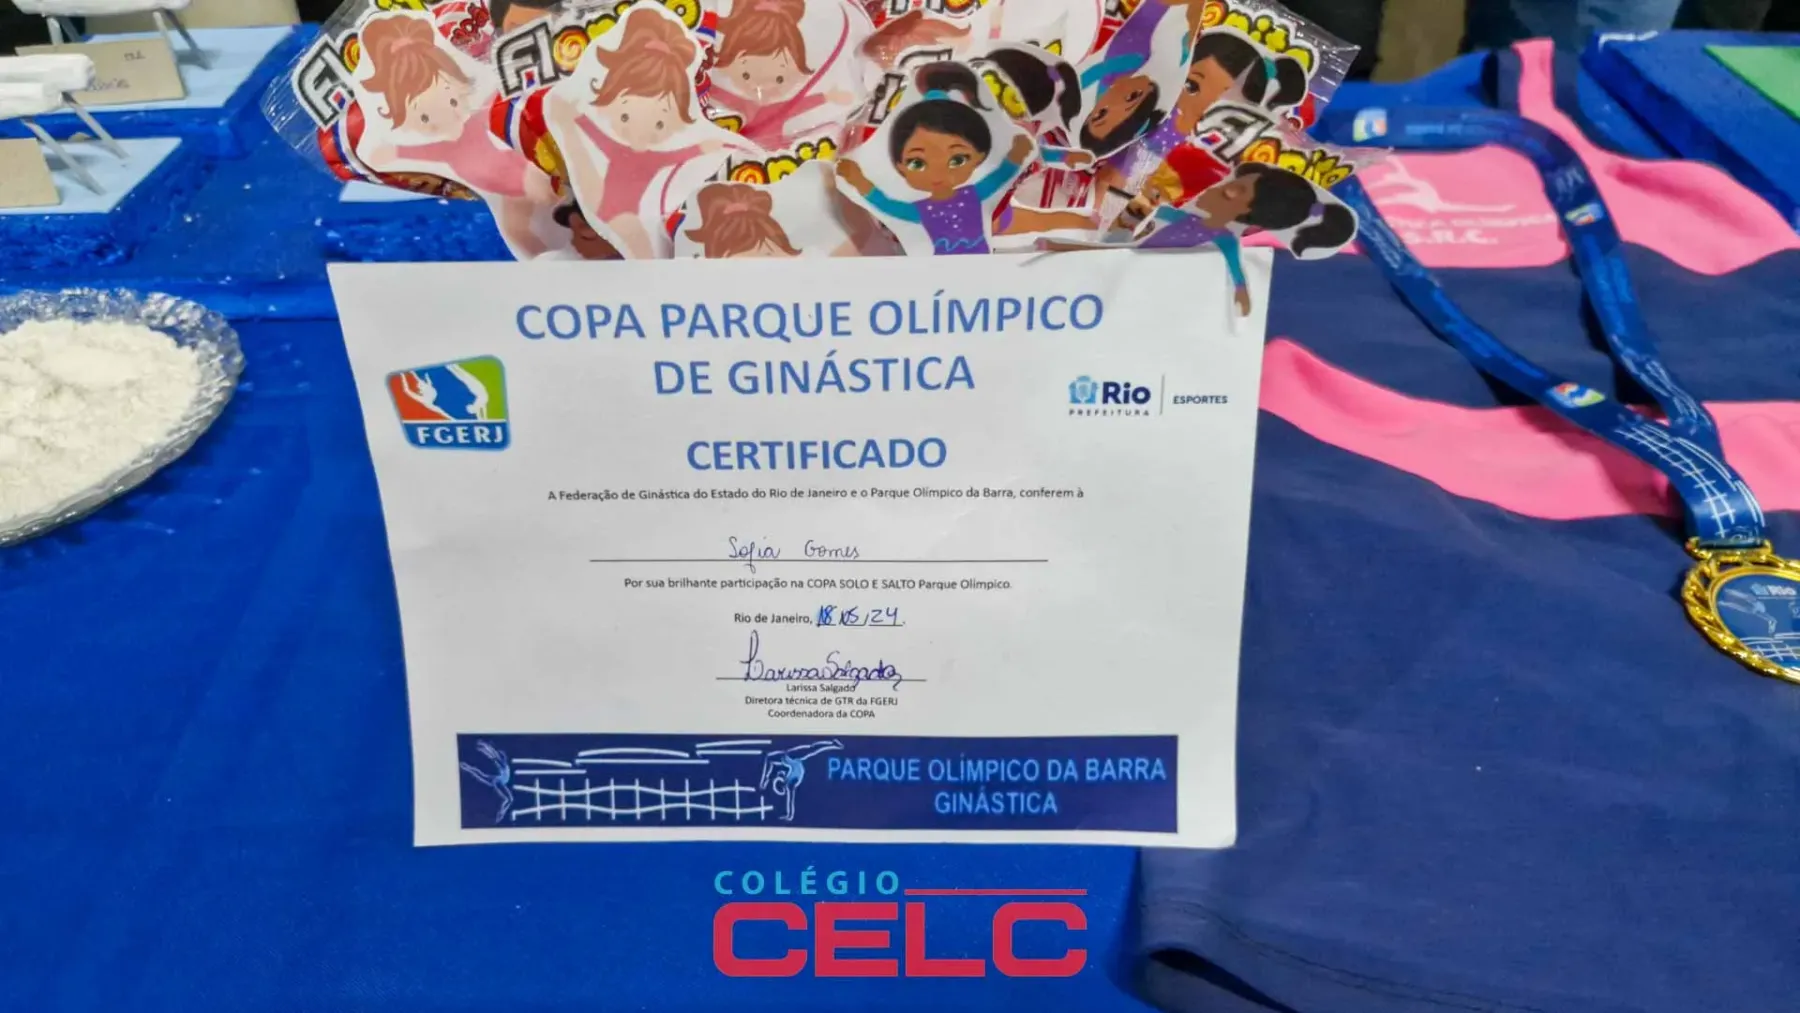 COPA PARQUE OLÍMPICO
DE GINÁSTICA
FGERJ
Rio
PREFEITURA
ESPORTES
CERTIFICADO
A Federação de Ginástica do Estado do Rio de Janeiro e o Parque Olímpico da Barra, conferem à
Sofia Gomes
Por sua brilhante participação na COPA SOLO E SALTO Parque Olímpico.
Rio de Janeiro, 18/05/24.
Larissa Salgado
Larissa Salgado
Diretora técnica de GTR da FGERJ
Coordenadora da COPA
PARQUE OLÍMPICO DA BARRA
GINÁSTICA
S.R.C.
Rio
COLÉGIO
CELC